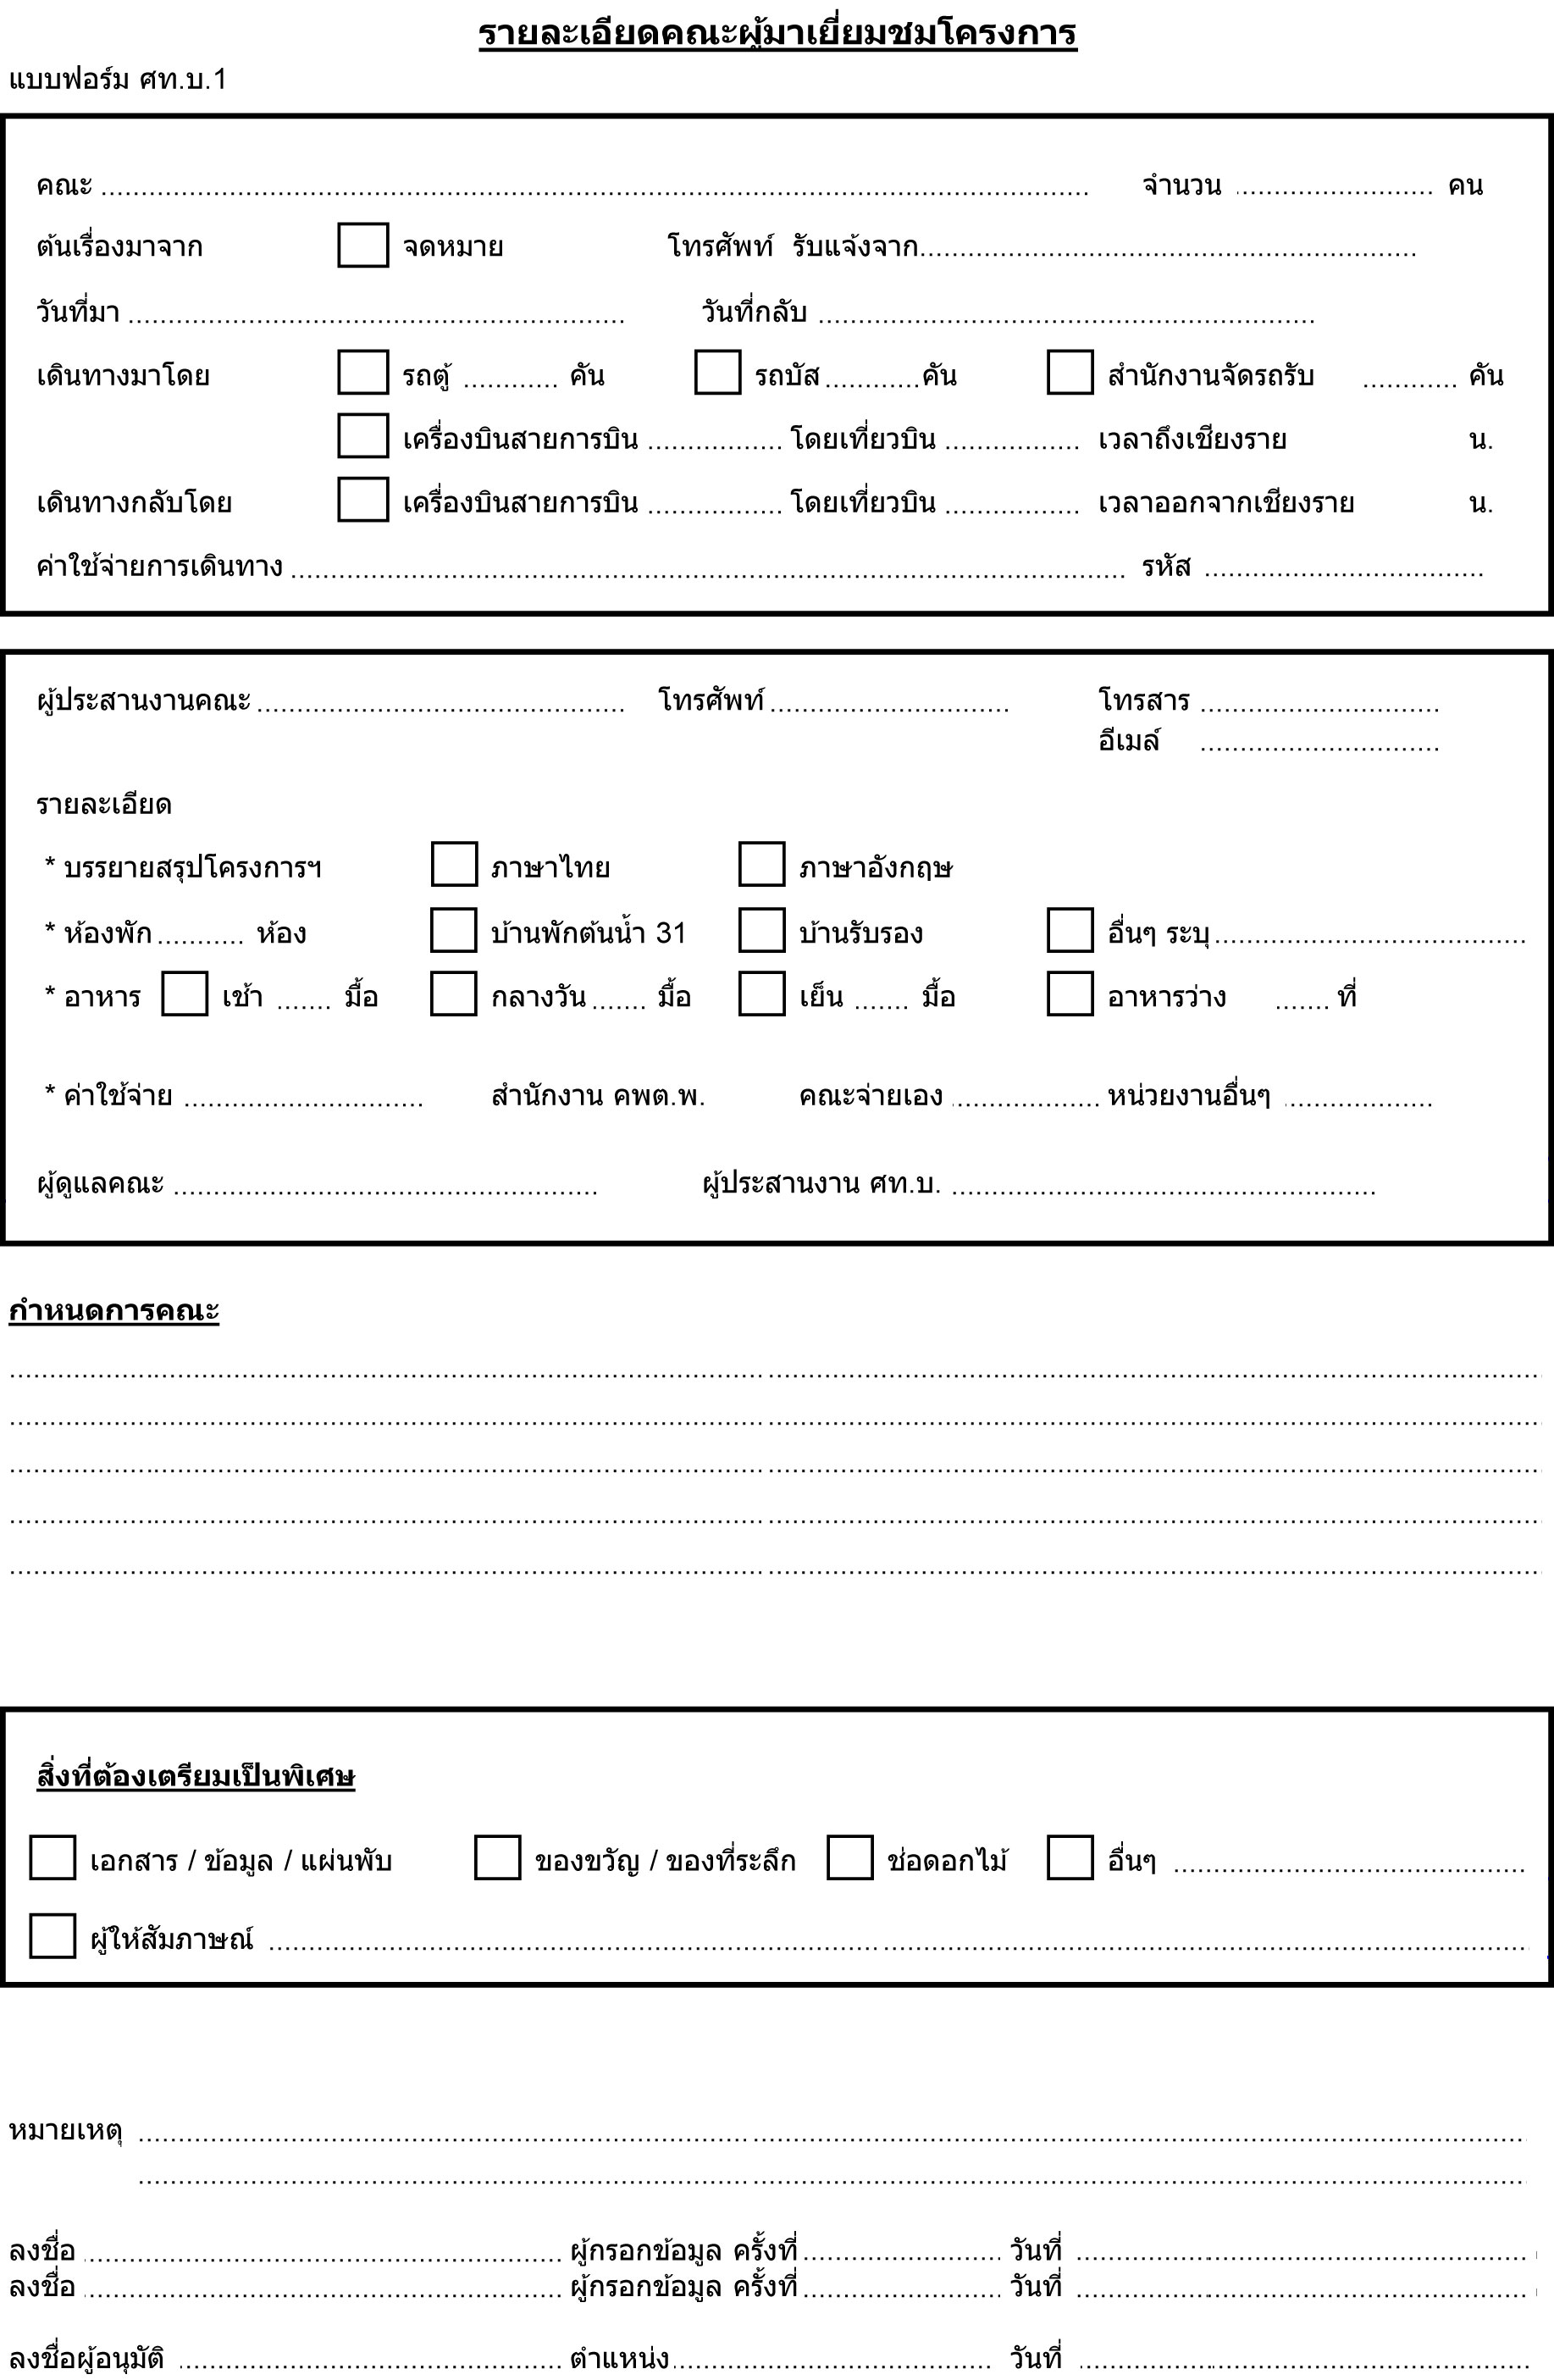 รายละเอียดคณะผู้มาเยี่ยมชมโครงการ
แบบฟอร์ม ศท.บ.1
คณะ ........................ จำนวน ........................ คน
ต้นเรื่องมาจาก จดหมาย โทรศัพท์ รับแจ้งจาก........................
วันที่มา ........................ วันที่กลับ ........................
เดินทางมาโดย รถตู้ ............ คัน รถบัส ............คัน สำนักงานจัดรถรับ ............ คัน
เครื่องบินสายการบิน ................. โดยเที่ยวบิน ................. เวลาถึงเชียงราย น.
เดินทางกลับโดย เครื่องบินสายการบิน ................. โดยเที่ยวบิน ................. เวลาออกจากเชียงราย น.
ค่าใช้จ่ายการเดินทาง ........................ รหัส ........................
ผู้ประสานงานคณะ ........................ โทรศัพท์ ........................ โทรสาร ........................
อีเมล์ ........................
รายละเอียด
* บรรยายสรุปโครงการฯ ภาษาไทย ภาษาอังกฤษ
* ห้องพัก ........... ห้อง บ้านพักต้นน้ำ 31 บ้านรับรอง อื่นๆ ระบุ ........................
* อาหาร เช้า ....... มื้อ กลางวัน ....... มื้อ เย็น ....... มื้อ อาหารว่าง ....... ที่
* ค่าใช้จ่าย ........................ สำนักงาน คพต.พ. คณะจ่ายเอง .................. หน่วยงานอื่นๆ ..................
ผู้ดูแลคณะ ........................ ผู้ประสานงาน ศท.บ. ........................
กำหนดการคณะ
........................
........................
........................
........................
........................
สิ่งที่ต้องเตรียมเป็นพิเศษ
เอกสาร / ข้อมูล / แผ่นพับ ของขวัญ / ของที่ระลึก ช่อดอกไม้ อื่นๆ ........................
ผู้ให้สัมภาษณ์ ........................
หมายเหตุ ........................
........................
ลงชื่อ ........................ ผู้กรอกข้อมูล ครั้งที่ ........................ วันที่ ........................
ลงชื่อ ........................ ผู้กรอกข้อมูล ครั้งที่ ........................ วันที่ ........................
ลงชื่อผู้อนุมัติ ........................ ตำแหน่ง ........................ วันที่ ........................